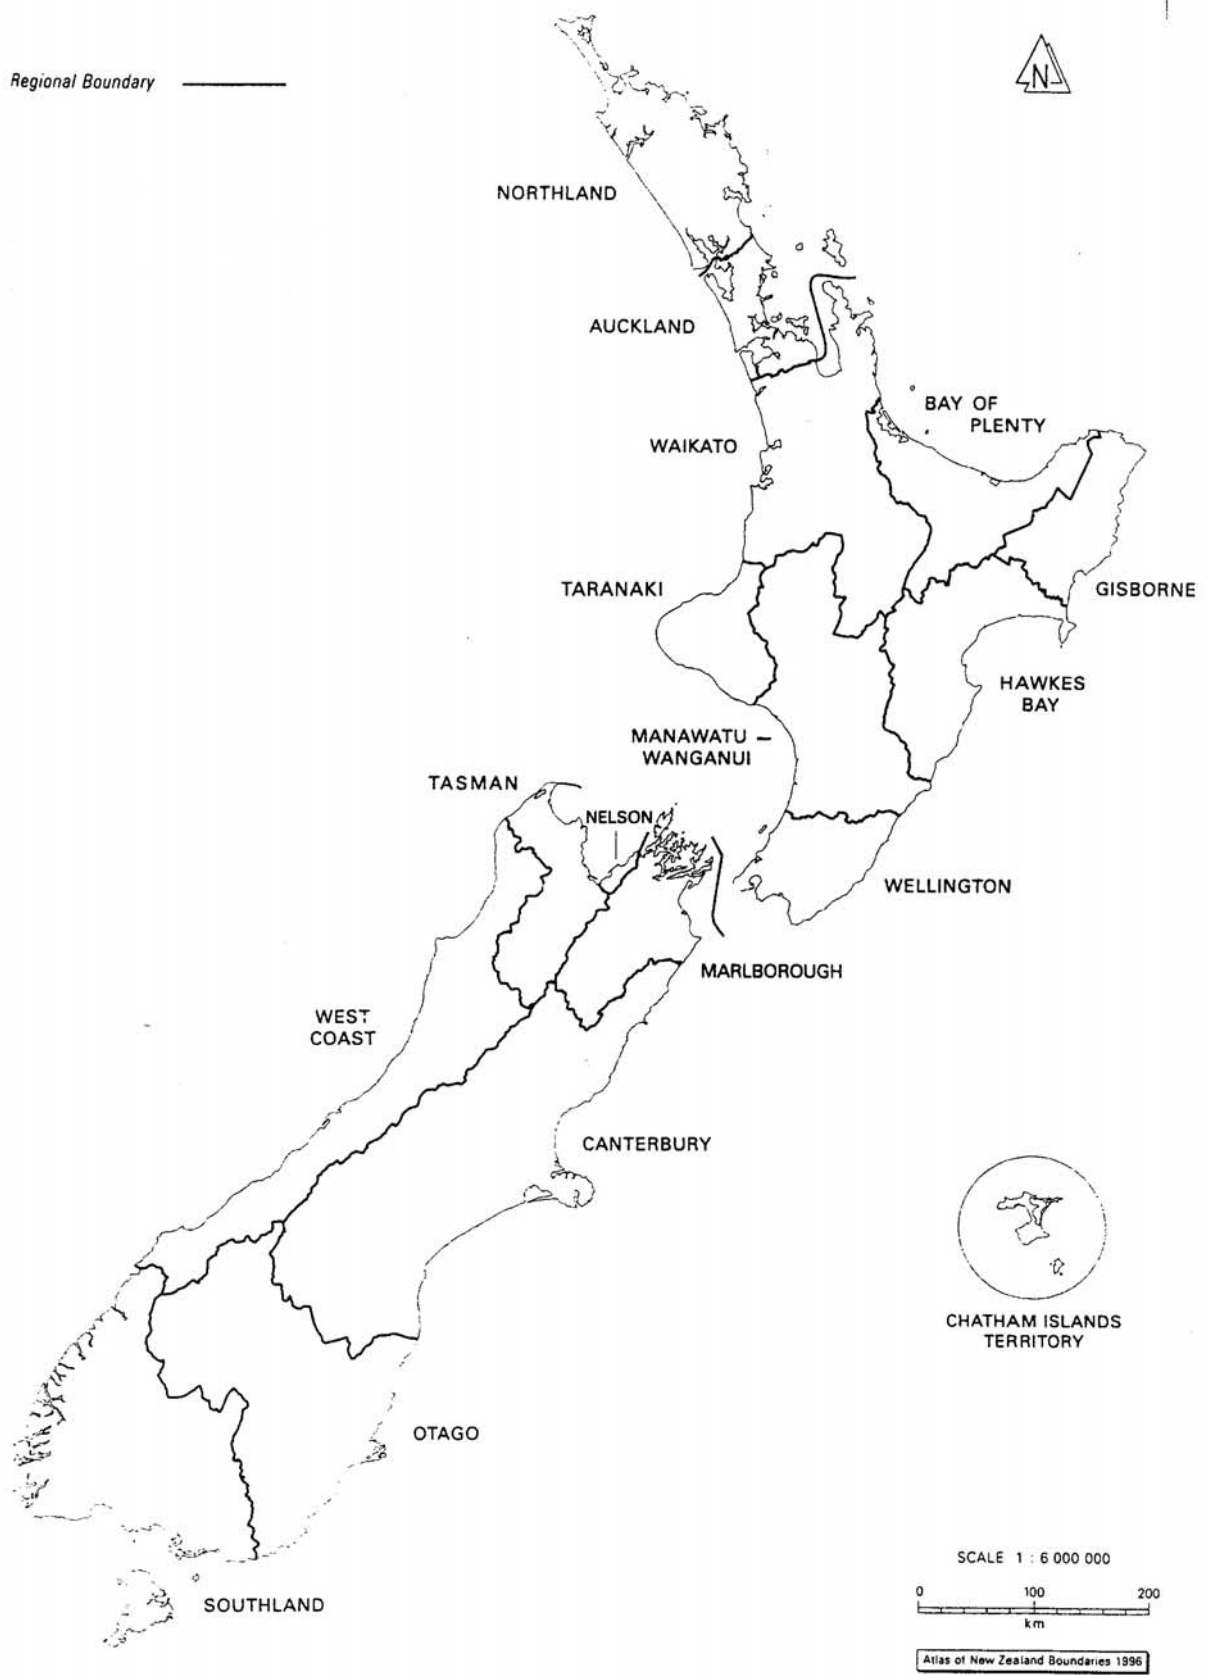 Regional Boundary
N
NORTHLAND
AUCKLAND
BAY OF
PLENTY
WAIKATO
TARANAKI
GISBORNE
HAWKES
BAY
MANAWATU –
WANGANUI
TASMAN
NELSON
WELLINGTON
MARLBOROUGH
WEST
COAST
CANTERBURY
CHATHAM ISLANDS
TERRITORY
OTAGO
SOUTHLAND
SCALE 1 : 6 000 000
0 100 200
km
Atlas of New Zealand Boundaries 1996